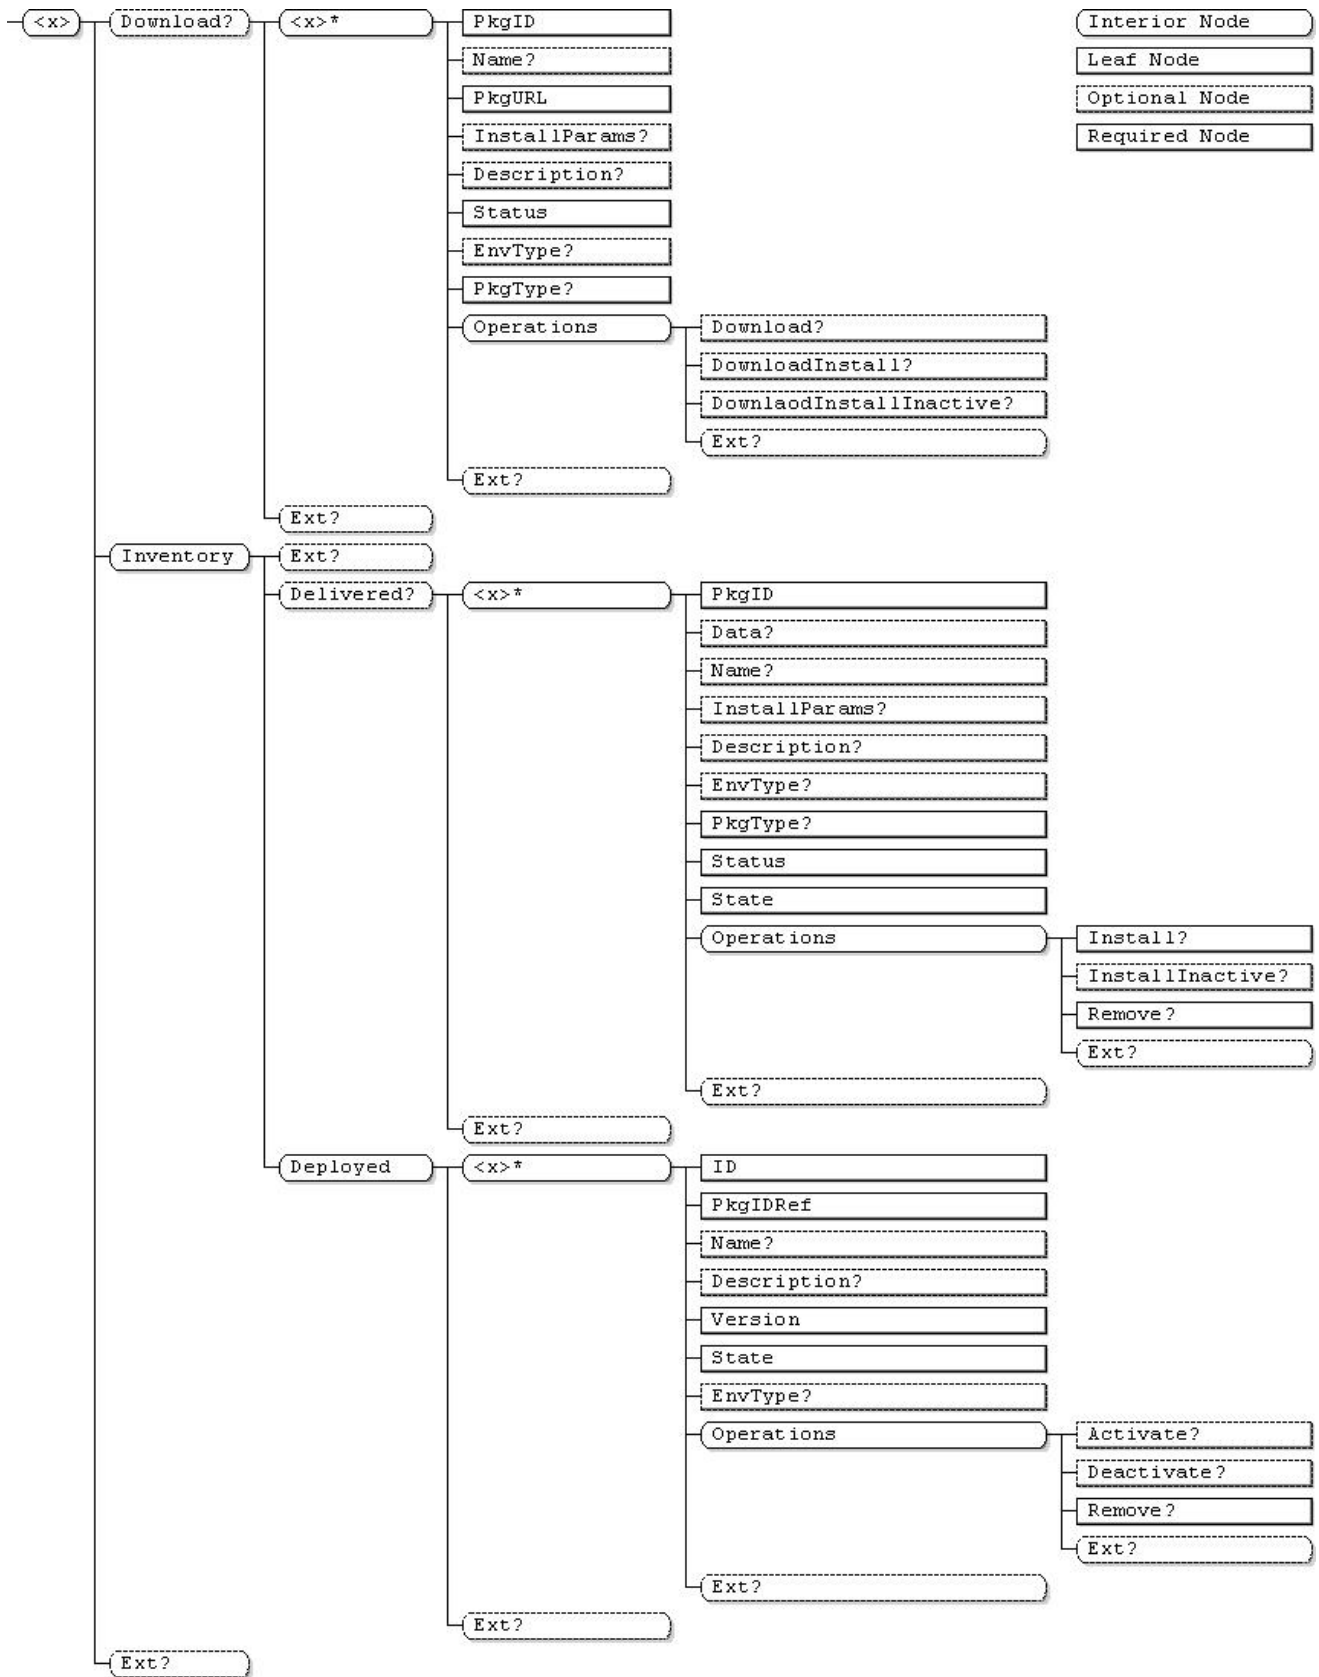 <x> Download? <x>* PkgID Interior Node
Name? Leaf Node
PkgURL Optional Node
InstallParams? Required Node
Description?
Status
EnvType?
PkgType?
Operations Download?
DownloadInstall?
DownlaodInstallInactive?
Ext?
Ext?
Ext?
Inventory Ext?
Delivered? <x>* PkgID
Data?
Name?
InstallParams?
Description?
EnvType?
PkgType?
Status
State
Operations Install?
InstallInactive?
Remove?
Ext?
Ext?
Ext?
Deployed <x>* ID
PkgIDRef
Name?
Description?
Version
State
EnvType?
Operations Activate?
Deactivate?
Remove?
Ext?
Ext?
Ext?
Ext?